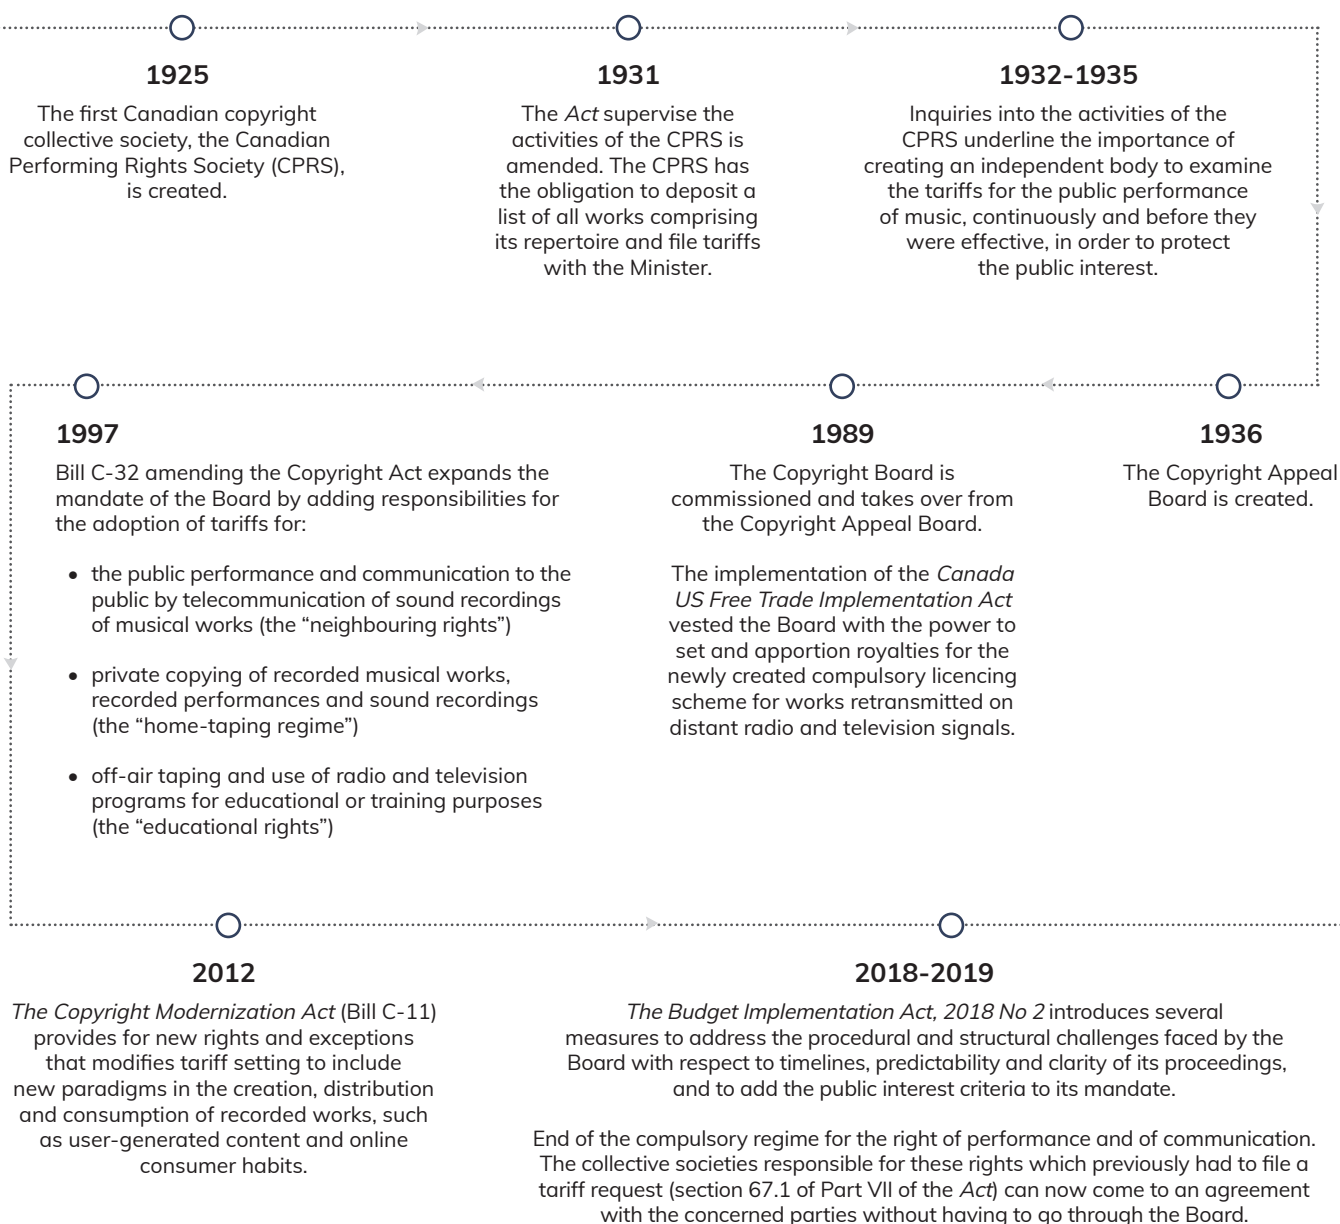 1925
The first Canadian copyright
collective society, the Canadian
Performing Rights Society (CPRS),
is created.
1931
The Act supervise the
activities of the CPRS is
amended. The CPRS has
the obligation to deposit a
list of all works comprising
its repertoire and file tariffs
with the Minister.
1932-1935
Inquiries into the activities of the
CPRS underline the importance of
creating an independent body to examine
the tariffs for the public performance
of music, continuously and before they
were effective, in order to protect
the public interest.
1936
The Copyright Appeal
Board is created.
1989
The Copyright Board is
commissioned and takes over from
the Copyright Appeal Board.
The implementation of the Canada
US Free Trade Implementation Act
vested the Board with the power to
set and apportion royalties for the
newly created compulsory licencing
scheme for works retransmitted on
distant radio and television signals.
1997
Bill C-32 amending the Copyright Act expands the
mandate of the Board by adding responsibilities for
the adoption of tariffs for:
• the public performance and communication to the
public by telecommunication of sound recordings
of musical works (the “neighbouring rights”)
• private copying of recorded musical works,
recorded performances and sound recordings
(the “home-taping regime”)
• off-air taping and use of radio and television
programs for educational or training purposes
(the “educational rights”)
2012
The Copyright Modernization Act (Bill C-11)
provides for new rights and exceptions
that modifies tariff setting to include
new paradigms in the creation, distribution
and consumption of recorded works, such
as user-generated content and online
consumer habits.
2018-2019
The Budget Implementation Act, 2018 No 2 introduces several
measures to address the procedural and structural challenges faced by the
Board with respect to timelines, predictability and clarity of its proceedings,
and to add the public interest criteria to its mandate.
End of the compulsory regime for the right of performance and of communication.
The collective societies responsible for these rights which previously had to file a
tariff request (section 67.1 of Part VII of the Act) can now come to an agreement
with the concerned parties without having to go through the Board.